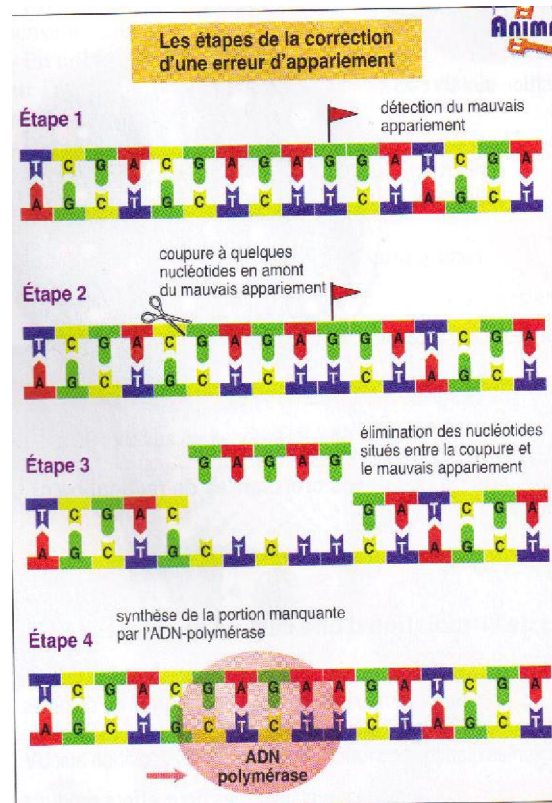 Les étapes de la correction
d'une erreur d'appariement
Étape 1
détection du mauvais
appariement
T C G A C G A G A G G A T C G A
A G C T G C T C T T C T A G C T
Étape 2
coupure à quelques
nucléotides en amont
du mauvais appariement
T C G A C G A G A G G A T C G A
A G C T G C T C T T C T A G C T
Étape 3
élimination des nucléotides
situés entre la coupure et
le mauvais appariement
G A G A G
T C G A C G A T C G A
A G C T G C T C T T C T A G C T
Étape 4
synthèse de la portion manquante
par l'ADN-polymérase
T C G A C G A G A A G A T C G A
A G C T G C T C T T C T A G C T
ADN
polymérase